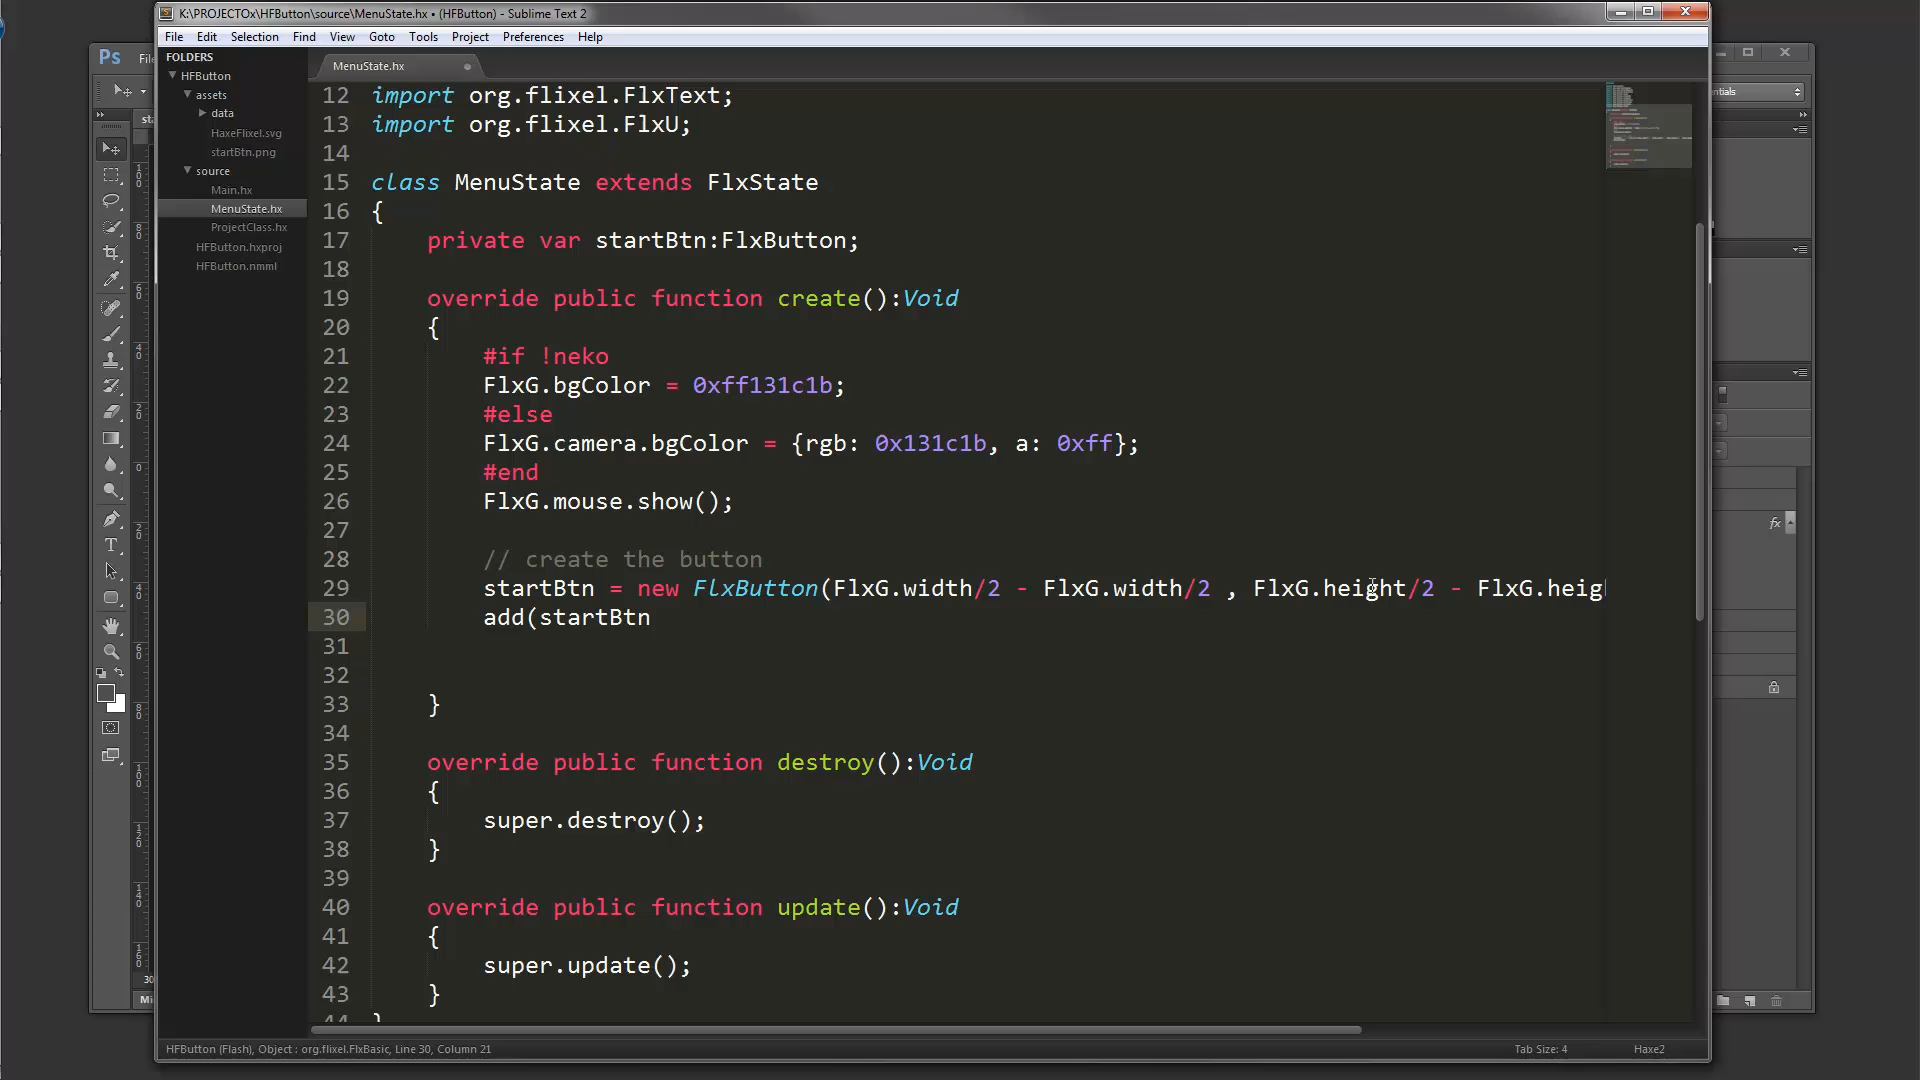 K:\PROJECTOx\HFButton\source\MenuState.hx • (HFButton) - Sublime Text 2
File Edit Selection Find View Goto Tools Project Preferences Help
Ps
FOLDERS
HFButton
assets
data
HaxeFlixel.svg
startBtn.png
source
Main.hx
MenuState.hx
ProjectClass.hx
HFButton.hxproj
HFButton.nmml
MenuState.hx
12 import org.flixel.FlxText;
13 import org.flixel.FlxU;
14
15 class MenuState extends FlxState
16 {
17 private var startBtn:FlxButton;
18
19 override public function create():Void
20 {
21 #if !neko
22 FlxG.bgColor = 0xff131c1b;
23 #else
24 FlxG.camera.bgColor = {rgb: 0x131c1b, a: 0xff};
25 #end
26 FlxG.mouse.show();
27
28 // create the button
29 startBtn = new FlxButton(FlxG.width/2 - FlxG.width/2 , FlxG.height/2 - FlxG.heig
30 add(startBtn
31
32
33 }
34
35 override public function destroy():Void
36 {
37 super.destroy();
38 }
39
40 override public function update():Void
41 {
42 super.update();
43 }
HFButton (Flash), Object : org.flixel.FlxBasic, Line 30, Column 21
Tab Size: 4
Haxe2